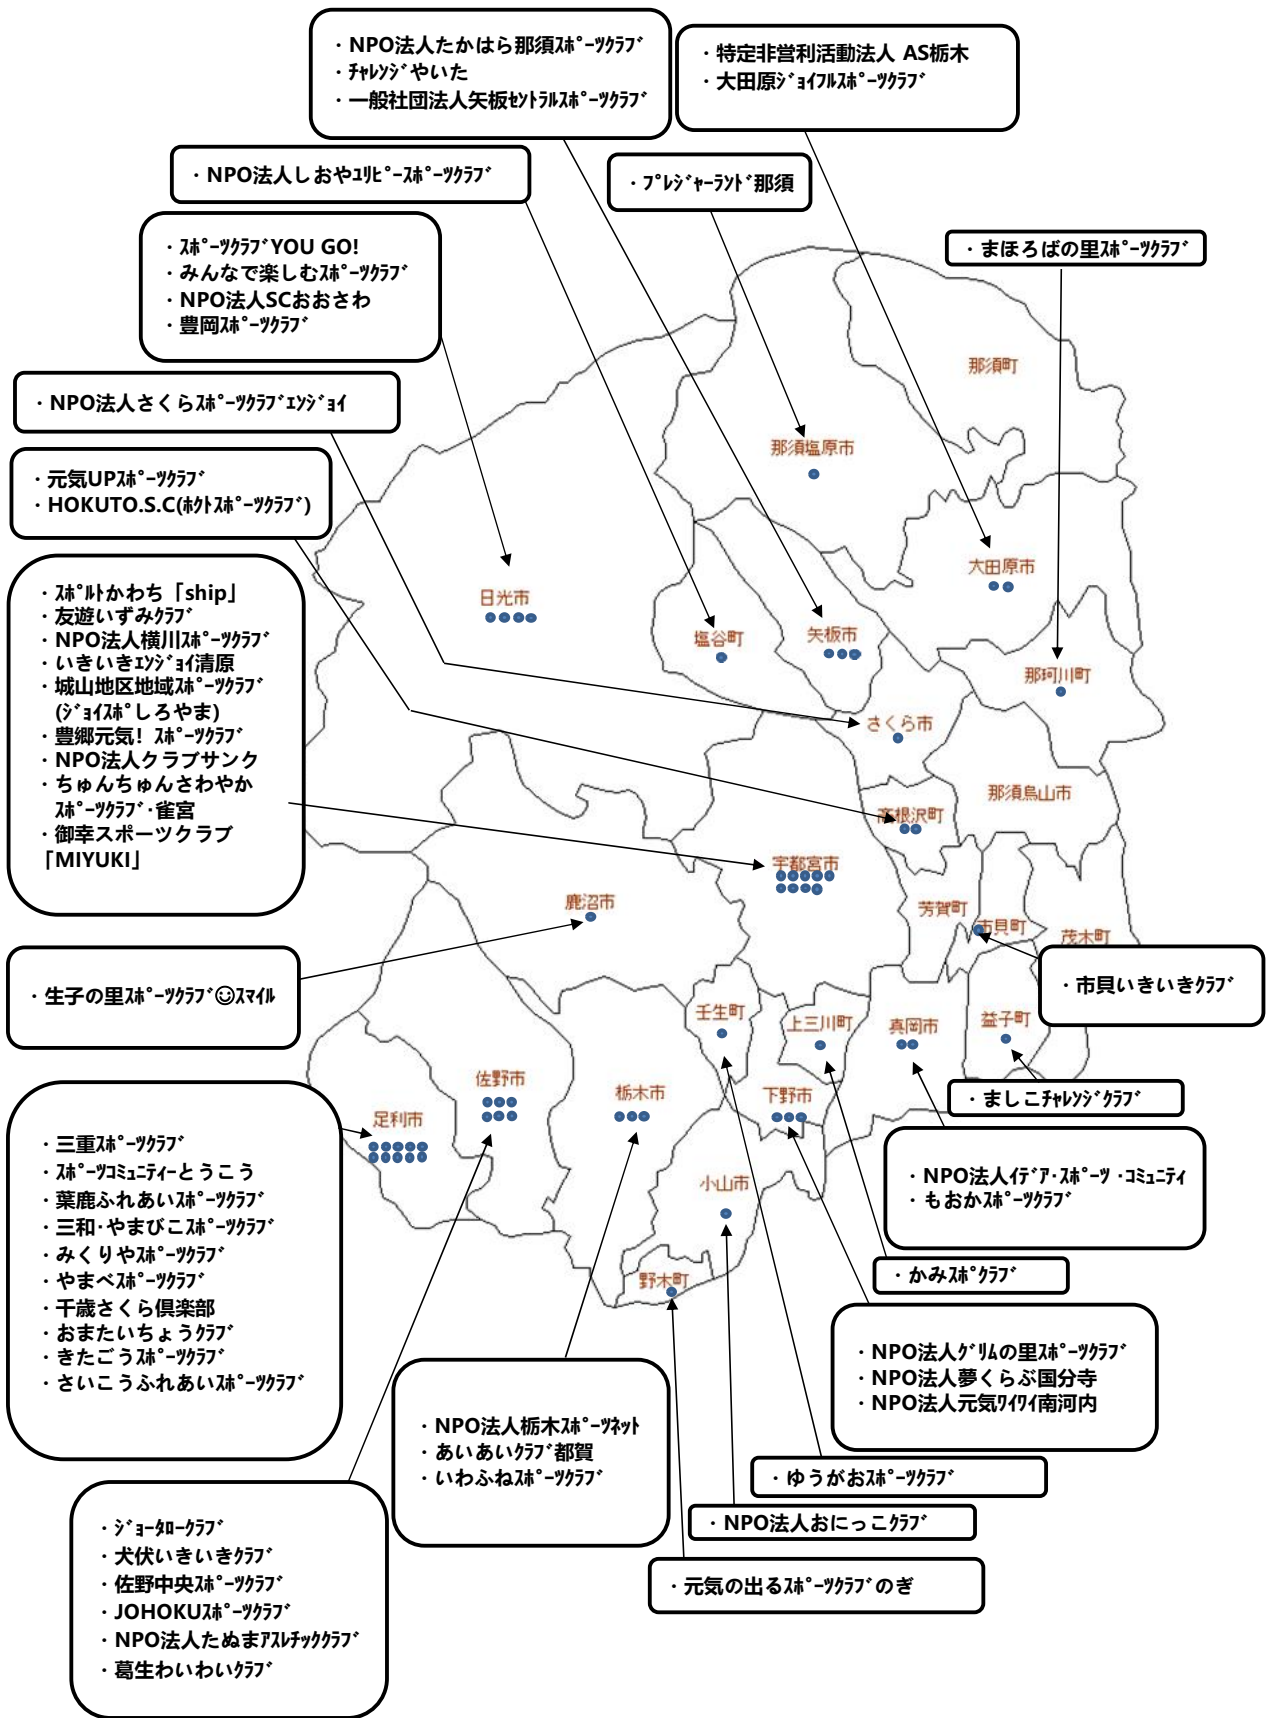 ・NPO法人たかはら那須ｽﾎﾟｰﾂｸﾗﾌﾞ
・ﾁｬﾚﾝｼﾞやいた
・一般社団法人矢板ｾﾝﾄﾗﾙｽﾎﾟｰﾂｸﾗﾌﾞ
・特定非営利活動法人 AS栃木
・大田原ｼﾞｮｲﾌﾙｽﾎﾟｰﾂｸﾗﾌﾞ
・NPO法人しおやﾕﾘﾋﾟｰｽﾎﾟｰﾂｸﾗﾌﾞ
・ﾌﾟﾚｼﾞｬｰﾗﾝﾄﾞ那須
・ｽﾎﾟｰﾂｸﾗﾌﾞYOU GO!
・みんなで楽しむｽﾎﾟｰﾂｸﾗﾌﾞ
・NPO法人SCおおさわ
・豊岡ｽﾎﾟｰﾂｸﾗﾌﾞ
・まほろばの里ｽﾎﾟｰﾂｸﾗﾌﾞ
・NPO法人さくらｽﾎﾟｰﾂｸﾗﾌﾞｴﾝｼﾞｮｲ
・元気UPｽﾎﾟｰﾂｸﾗﾌﾞ
・HOKUTO.S.C(ﾎｸﾄｽﾎﾟｰﾂｸﾗﾌﾞ)
・ｽﾎﾟﾙﾄかわち「ship」
・友遊いずみｸﾗﾌﾞ
・NPO法人横川ｽﾎﾟｰﾂｸﾗﾌﾞ
・いきいきｴﾝｼﾞｮｲ清原
・城山地区地域ｽﾎﾟｰﾂｸﾗﾌﾞ
(ｼﾞｮｲｽﾎﾟしろやま)
・豊郷元気！ｽﾎﾟｰﾂｸﾗﾌﾞ
・NPO法人クラブサンク
・ちゅんちゅんさわやか
ｽﾎﾟｰﾂｸﾗﾌﾞ･雀宮
・御幸スポーツクラブ
「MIYUKI」
那須町
那須塩原市
大田原市
日光市
塩谷町
矢板市
那珂川町
さくら市
那須烏山市
高根沢町
宇都宮市
鹿沼市
芳賀町
市貝町
茂木町
・生子の里ｽﾎﾟｰﾂｸﾗﾌﾞ☺ｽﾏｲﾙ
・市貝いきいきｸﾗﾌﾞ
壬生町
上三川町
真岡市
益子町
佐野市
栃木市
下野市
足利市
小山市
野木町
・ましこﾁｬﾚﾝｼﾞｸﾗﾌﾞ
・三重ｽﾎﾟｰﾂｸﾗﾌﾞ
・ｽﾎﾟｰﾂｺﾐｭﾆﾃｨｰとうこう
・葉鹿ふれあいｽﾎﾟｰﾂｸﾗﾌﾞ
・三和･やまびこｽﾎﾟｰﾂｸﾗﾌﾞ
・みくりやｽﾎﾟｰﾂｸﾗﾌﾞ
・やまべｽﾎﾟｰﾂｸﾗﾌﾞ
・千歳さくら倶楽部
・おまたいちょうｸﾗﾌﾞ
・きたごうｽﾎﾟｰﾂｸﾗﾌﾞ
・さいこうふれあいｽﾎﾟｰﾂｸﾗﾌﾞ
・NPO法人ｲﾃﾞｱ･ｽﾎﾟｰﾂ･ｺﾐｭﾆﾃｨ
・もおかｽﾎﾟｰﾂｸﾗﾌﾞ
・かみｽﾎﾟｸﾗﾌﾞ
・NPO法人ｸﾞﾘﾑの里ｽﾎﾟｰﾂｸﾗﾌﾞ
・NPO法人夢くらぶ国分寺
・NPO法人元気ﾜｲﾜｲ南河内
・NPO法人栃木ｽﾎﾟｰﾂﾈｯﾄ
・あいあいｸﾗﾌﾞ都賀
・いわふねｽﾎﾟｰﾂｸﾗﾌﾞ
・ゆうがおｽﾎﾟｰﾂｸﾗﾌﾞ
・NPO法人おにっこｸﾗﾌﾞ
・元気の出るｽﾎﾟｰﾂｸﾗﾌﾞのぎ
・ｼﾞｮｰﾀﾛｰｸﾗﾌﾞ
・犬伏いきいきｸﾗﾌﾞ
・佐野中央ｽﾎﾟｰﾂｸﾗﾌﾞ
・JOHOKUｽﾎﾟｰﾂｸﾗﾌﾞ
・NPO法人たぬまｱｽﾚﾁｯｸｸﾗﾌﾞ
・葛生わいわいｸﾗﾌﾞ